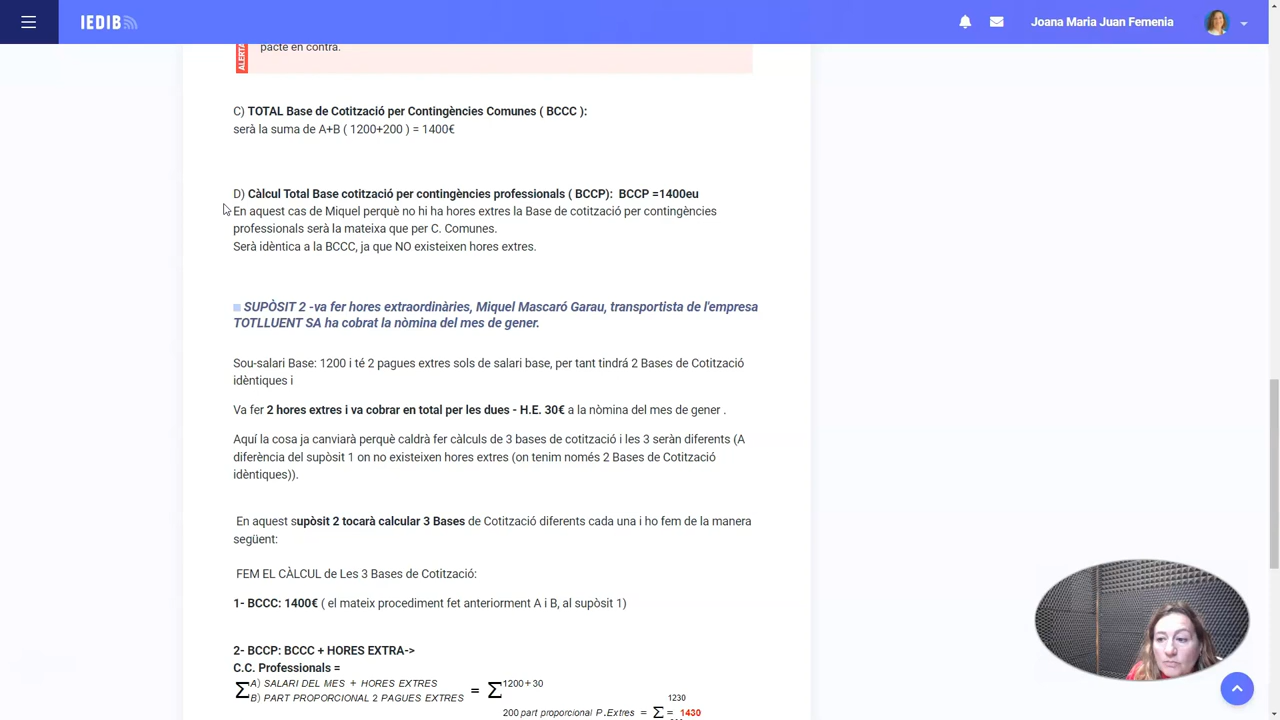 IEDIB
Joana Maria Juan Femenia
ALERTA
pacte en contra.
C) TOTAL Base de Cotització per Contingències Comunes ( BCCC ):
serà la suma de A+B ( 1200+200 ) = 1400€
D) Càlcul Total Base cotització per contingències professionals ( BCCP):  BCCP =1400eu
En aquest cas de Miquel perquè no hi ha hores extres la Base de cotització per contingències
professionals serà la mateixa que per C. Comunes.
Serà idèntica a la BCCC, ja que NO existeixen hores extres.
SUPÒSIT 2 -va fer hores extraordinàries, Miquel Mascaró Garau, transportista de l'empresa
TOTLLUENT SA ha cobrat la nòmina del mes de gener.
Sou-salari Base: 1200 i té 2 pagues extres sols de salari base, per tant tindrá 2 Bases de Cotització
idèntiques i
Va fer 2 hores extres i va cobrar en total per les dues - H.E. 30€ a la nòmina del mes de gener .
Aquí la cosa ja canviarà perquè caldrà fer càlculs de 3 bases de cotització i les 3 seràn diferents (A
diferència del supòsit 1 on no existeixen hores extres (on tenim només 2 Bases de Cotització
idèntiques)).
En aquest supòsit 2 tocarà calcular 3 Bases de Cotització diferents cada una i ho fem de la manera
següent:
FEM EL CÀLCUL de Les 3 Bases de Cotizació:
1- BCCC: 1400€ ( el mateix procediment fet anteriorment A i B, al supòsit 1)
2- BCCP: BCCC + HORES EXTRA->
C.C. Professionals =
∑ A) SALARI DEL MES + HORES EXTRES = ∑ 1200+30
B) PART PROPORCIONAL 2 PAGUES EXTRES
1230
200 part proporcional P.Extres = ∑ = 1430